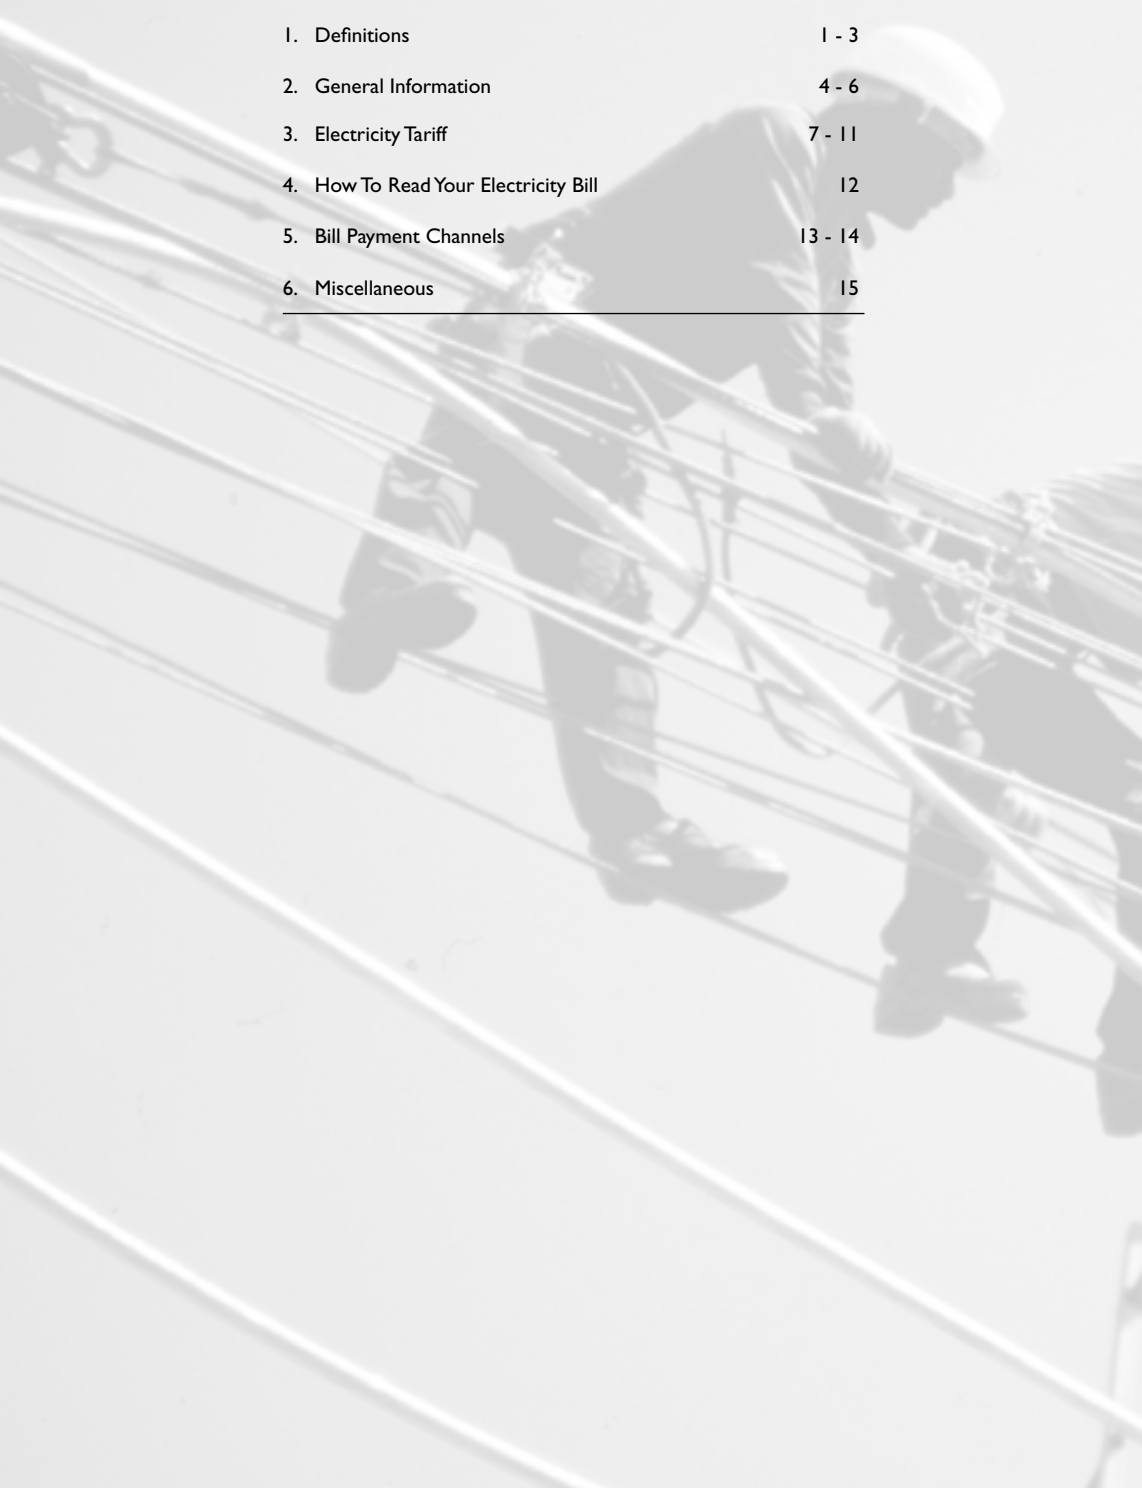 1. Definitions 1 - 3
2. General Information 4 - 6
3. Electricity Tariff 7 - 11
4. How To Read Your Electricity Bill 12
5. Bill Payment Channels 13 - 14
6. Miscellaneous 15